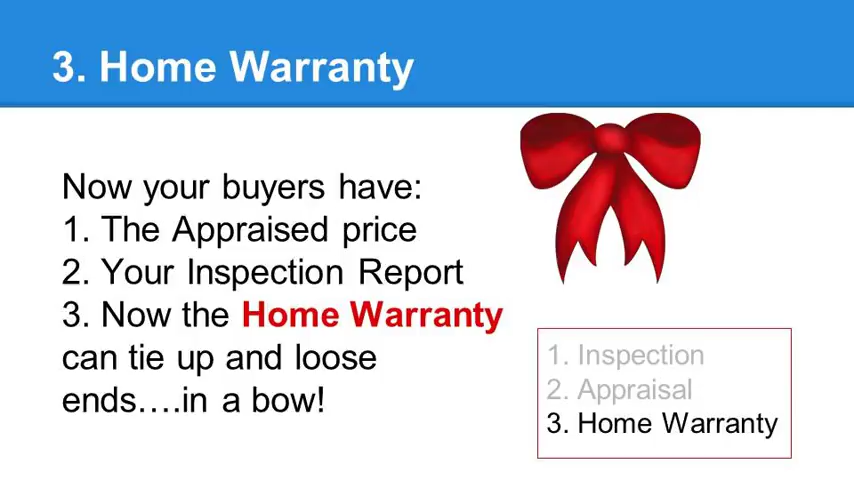 3. Home Warranty
Now your buyers have:
1. The Appraised price
2. Your Inspection Report
3. Now the Home Warranty
can tie up and loose
ends….in a bow!
1. Inspection
2. Appraisal
3. Home Warranty